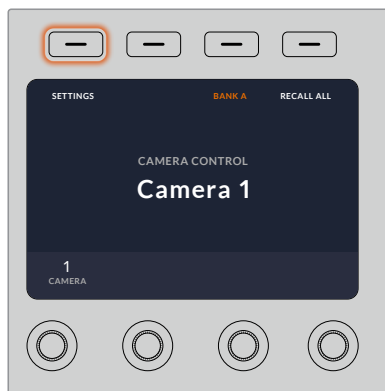 SETTINGS BANK A RECALL ALL
CAMERA CONTROL
Camera 1
1
CAMERA